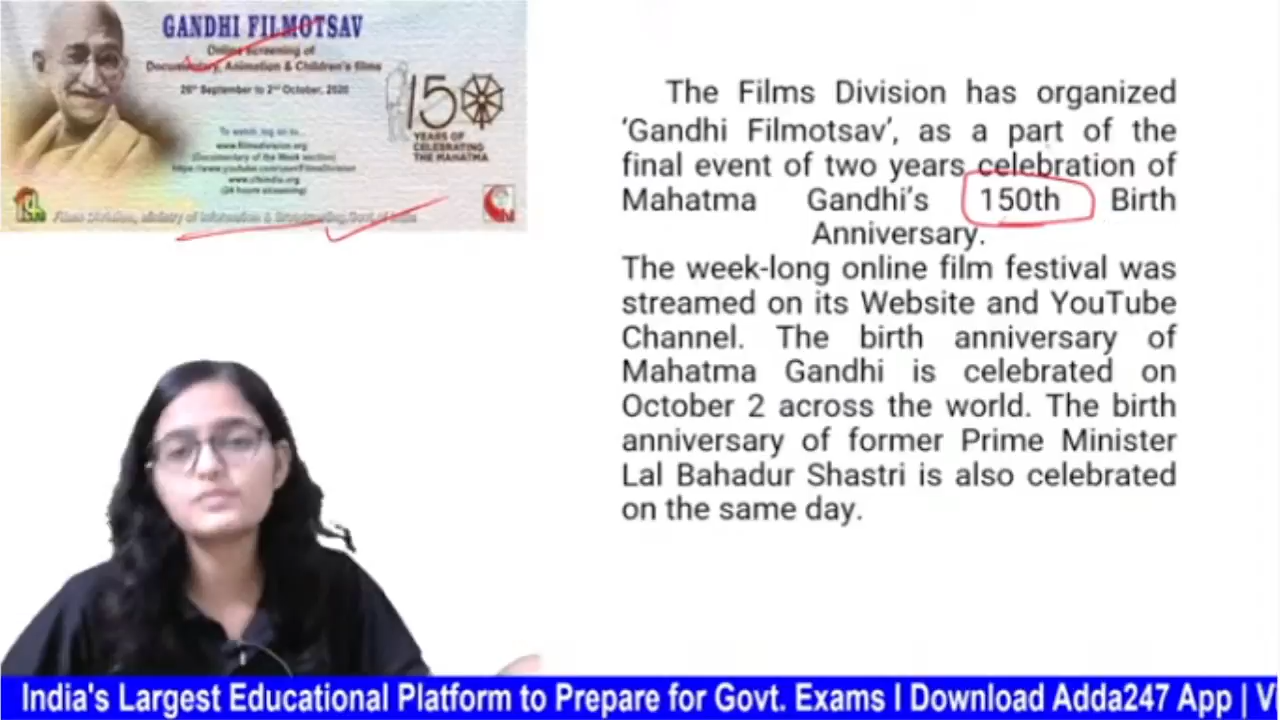 GANDHI FILMOTSAV
Online Screening of
Documentary, Animation & Children's films
26th September to 2nd October, 2020
150
YEARS OF
CELEBRATING
THE MAHATMA
To watch, log on to...
www.filmsdivision.org
(Documentary of the Week section)
https://www.youtube.com/user/FilmsDivision
www.cfsindia.org
(24 hours streaming)
Films Division, Ministry of Information & Broadcasting, Govt. of India
The Films Division has organized
‘Gandhi Filmotsav’, as a part of the
final event of two years celebration of
Mahatma Gandhi’s 150th Birth
Anniversary.
The week-long online film festival was
streamed on its Website and YouTube
Channel. The birth anniversary of
Mahatma Gandhi is celebrated on
October 2 across the world. The birth
anniversary of former Prime Minister
Lal Bahadur Shastri is also celebrated
on the same day.
India's Largest Educational Platform to Prepare for Govt. Exams I Download Adda247 App | V